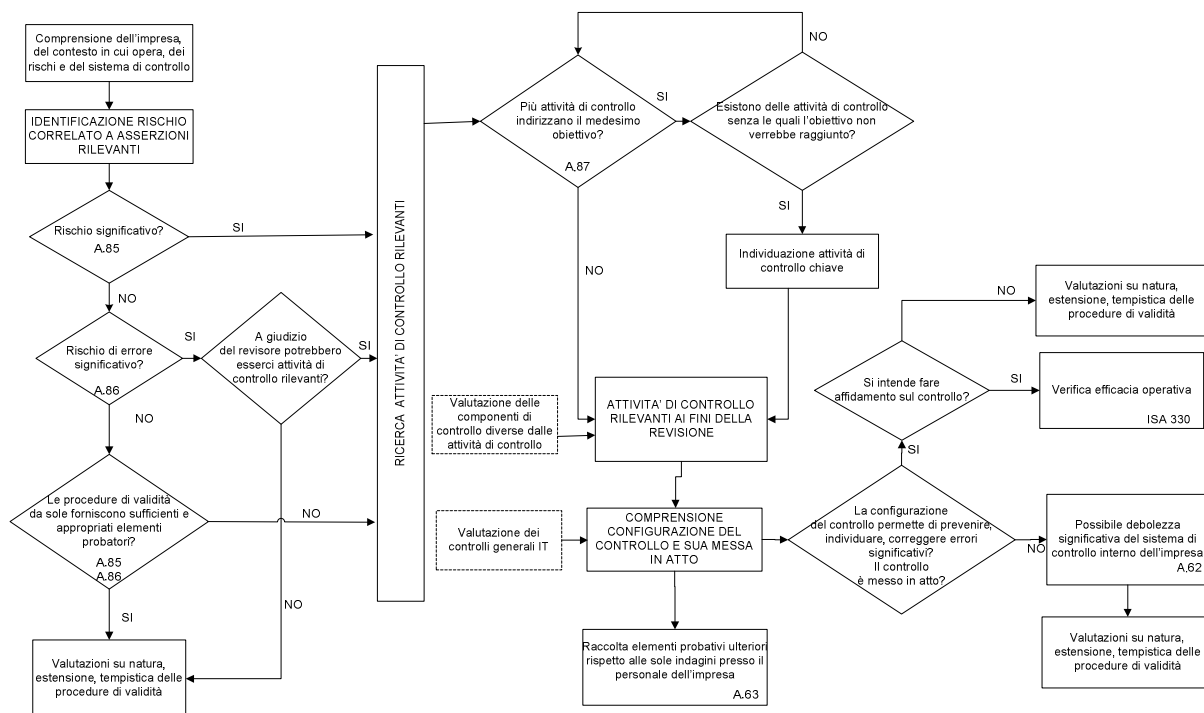 Comprensione dell'impresa,
del contesto in cui opera, dei
rischi e del sistema di controllo
IDENTIFICAZIONE RISCHIO
CORRELATO A ASSERZIONI
RILEVANTI
Rischio significativo?
A.85
SI
NO
Rischio di errore
significativo?
A.86
SI
NO
A giudizio
del revisore potrebbero
esserci attività di
controllo rilevanti?
SI
NO
Le procedure di validità
da sole forniscono sufficienti e
appropriati elementi
probatori?
A.85
A.86
NO
SI
Valutazioni su natura,
estensione, tempistica delle
procedure di validità
RICERCA ATTIVITA' DI CONTROLLO RILEVANTI
Più attività di controllo
indirizzano il medesimo
obiettivo?
A.87
SI
NO
Esistono delle attività di controllo
senza le quali l'obiettivo non
verrebbe raggiunto?
NO
SI
Individuazione attività di
controllo chiave
Valutazione delle
componenti di
controllo diverse dalle
attività di controllo
ATTIVITA' DI CONTROLLO
RILEVANTI AI FINI DELLA
REVISIONE
Valutazione dei
controlli generali IT
COMPRENSIONE
CONFIGURAZIONE DEL
CONTROLLO E SUA MESSA
IN ATTO
Raccolta elementi probativi ulteriori
rispetto alle sole indagini presso il
personale dell'impresa
A.63
La configurazione
del controllo permette di prevenire,
individuare, correggere errori
significativi?
Il controllo
è messo in atto?
SI
NO
Si intende fare
affidamento sul controllo?
NO
SI
Valutazioni su natura,
estensione, tempistica delle
procedure di validità
Verifica efficacia operativa
ISA 330
Possibile debolezza
significativa del sistema di
controllo interno dell'impresa
A.62
Valutazioni su natura,
estensione, tempistica delle
procedure di validità